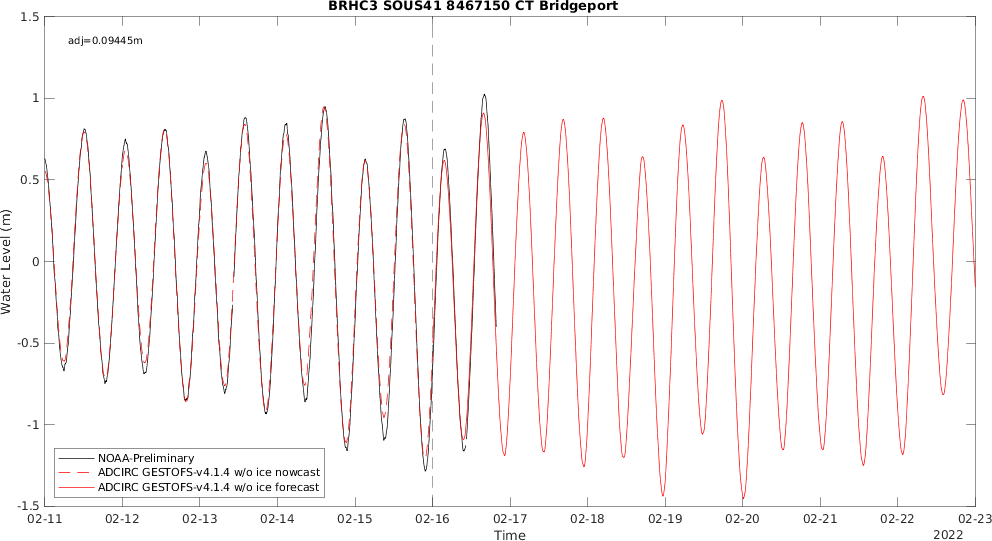 BRHC3 SOUS41 8467150 CT Bridgeport
adj=0.09445m
1.5
1
0.5
0
-0.5
-1
-1.5
Water Level (m)
NOAA-Preliminary
ADCIRC GESTOFS-v4.1.4 w/o ice nowcast
ADCIRC GESTOFS-v4.1.4 w/o ice forecast
02-11 02-12 02-13 02-14 02-15 02-16 02-17 02-18 02-19 02-20 02-21 02-22 02-23
Time
2022